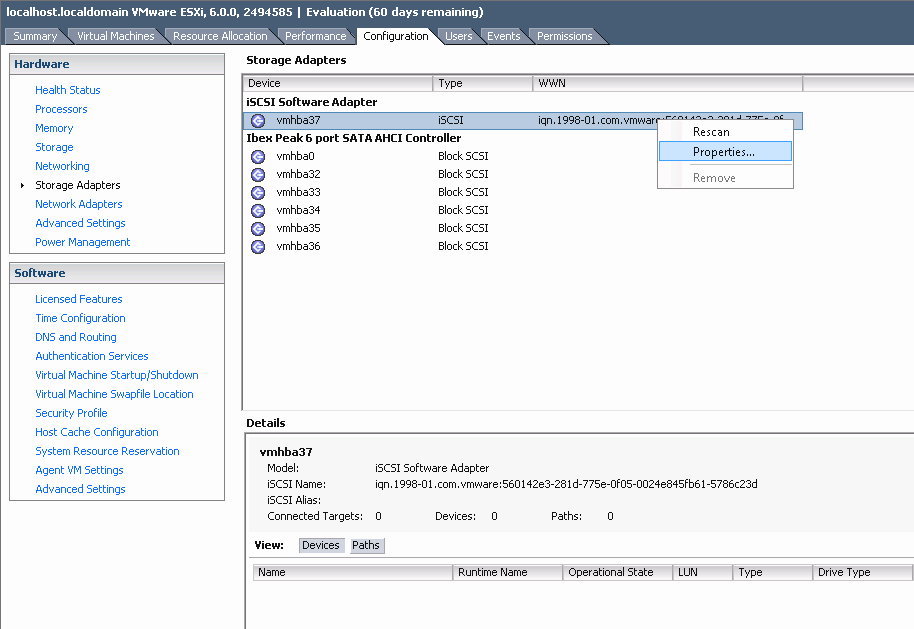 localhost.localdomain VMware ESXi, 6.0.0, 2494585 | Evaluation (60 days remaining)
Summary Virtual Machines Resource Allocation Performance Configuration Users Events Permissions
Hardware
Health Status
Processors
Memory
Storage
Networking
Storage Adapters
Network Adapters
Advanced Settings
Power Management
Software
Licensed Features
Time Configuration
DNS and Routing
Authentication Services
Virtual Machine Startup/Shutdown
Virtual Machine Swapfile Location
Security Profile
Host Cache Configuration
System Resource Reservation
Agent VM Settings
Advanced Settings
Storage Adapters
Device Type WWN
iSCSI Software Adapter
vmhba37 iSCSI iqn.1998-01.com.vmware:560142e3-281d-775e-0f
Ibex Peak 6 port SATA AHCI Controller
vmhba0 Block SCSI
vmhba32 Block SCSI
vmhba33 Block SCSI
vmhba34 Block SCSI
vmhba35 Block SCSI
vmhba36 Block SCSI
Rescan
Properties...
Remove
Details
vmhba37
Model: iSCSI Software Adapter
iSCSI Name: iqn.1998-01.com.vmware:560142e3-281d-775e-0f05-0024e845fb61-5786c23d
iSCSI Alias:
Connected Targets: 0 Devices: 0 Paths: 0
View: Devices Paths
Name Runtime Name Operational State LUN Type Drive Type